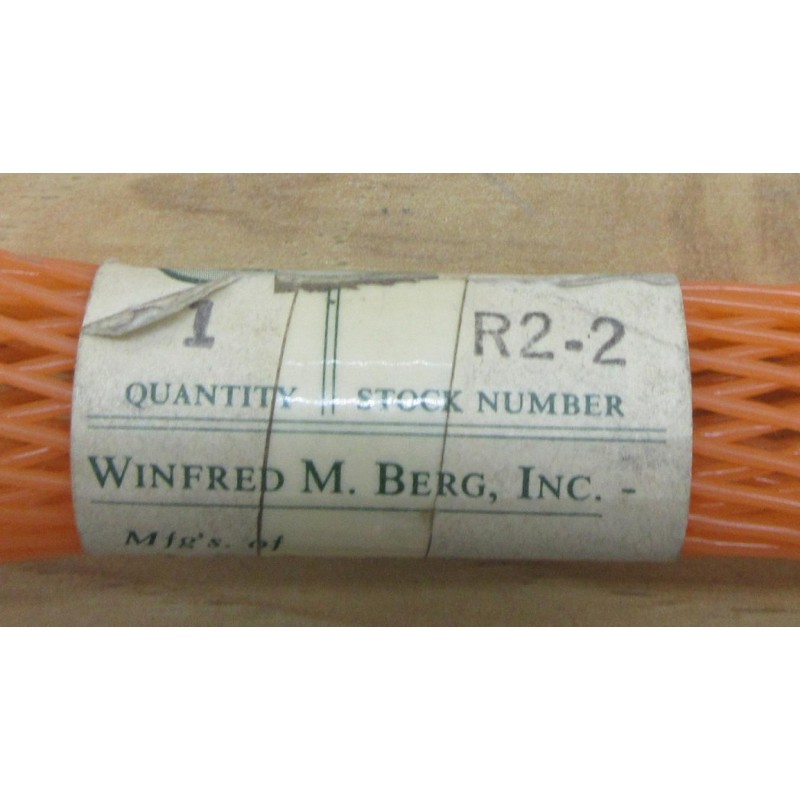 1 R2-2
QUANTITY STOCK NUMBER
WINFRED M. BERG, INC. -
Mfg's. of